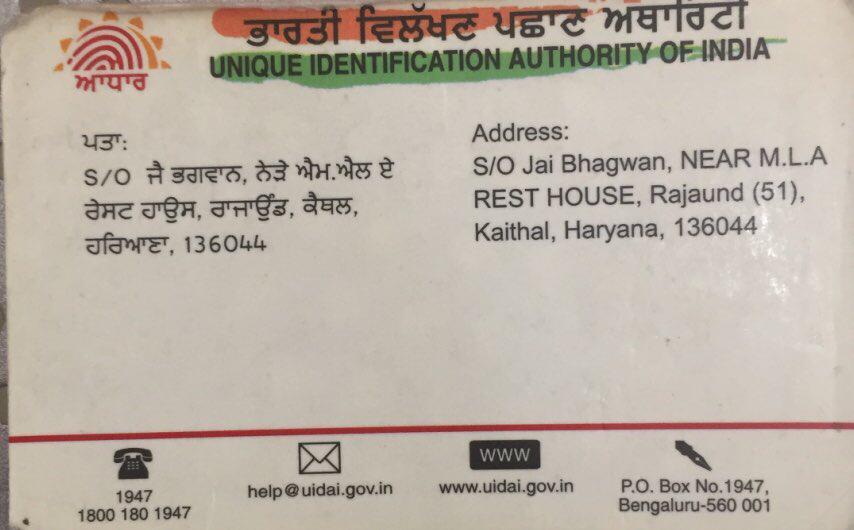 ਭਾਰਤੀ ਵਿਲੱਖਣ ਪਛਾਣ ਅਥਾਰਿਟੀ
UNIQUE IDENTIFICATION AUTHORITY OF INDIA
ਆਧਾਰ
ਪਤਾ:
S/O ਜੈ ਭਗਵਾਨ, ਨੇੜੇ ਐਮ.ਐਲ ਏ
ਰੇਸਟ ਹਾਉਸ, ਰਾਜਾਉਂਡ, ਕੈਥਲ,
ਹਰਿਆਣਾ, 136044
Address:
S/O Jai Bhagwan, NEAR M.L.A
REST HOUSE, Rajaund (51),
Kaithal, Haryana, 136044
1947
1800 180 1947
help@uidai.gov.in
WWW
www.uidai.gov.in
P.O. Box No.1947,
Bengaluru-560 001